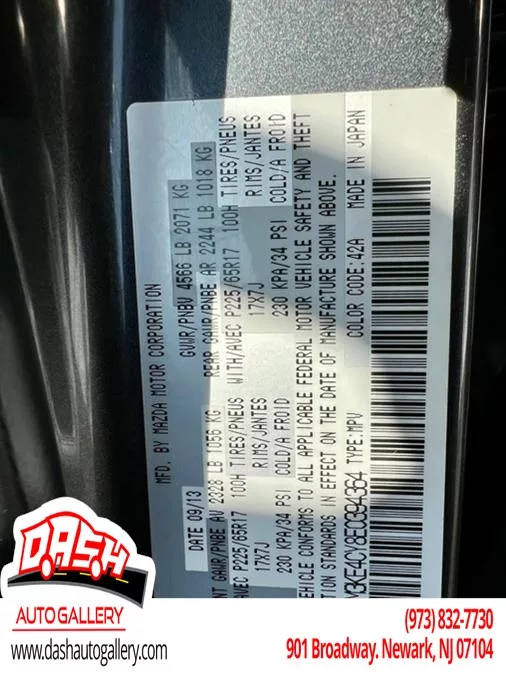 MFD. BY MAZDA MOTOR CORPORATION
09/13 GVWR/PNBV 4566 LB 2071 KG
NT GAWR/PNBE AV 2328 LB 1056 KG REAR GAWR/PNBE AR 2244 LB 1018 KG
AVEC P225/65R17 100H TIRES/PNEUS WITH/AVEC P225/65R17 100H TIRES/PNEUS
17X7J RIMS/JANTES 17X7J RIMS/JANTES
230 KPA/34 PSI COLD/A FROID 230 KPA/34 PSI COLD/A FROID
VEHICLE CONFORMS TO ALL APPLICABLE FEDERAL MOTOR VEHICLE SAFETY AND THEFT
NTION STANDARDS IN EFFECT ON THE DATE OF MANUFACTURE SHOWN ABOVE.
M3KE4CY8E0394364 TYPE:MPV COLOR CODE:42A MADE IN JAPAN
DASH
AUTO GALLERY
www.dashautogallery.com
(973) 832-7730
901 Broadway. Newark, NJ 07104